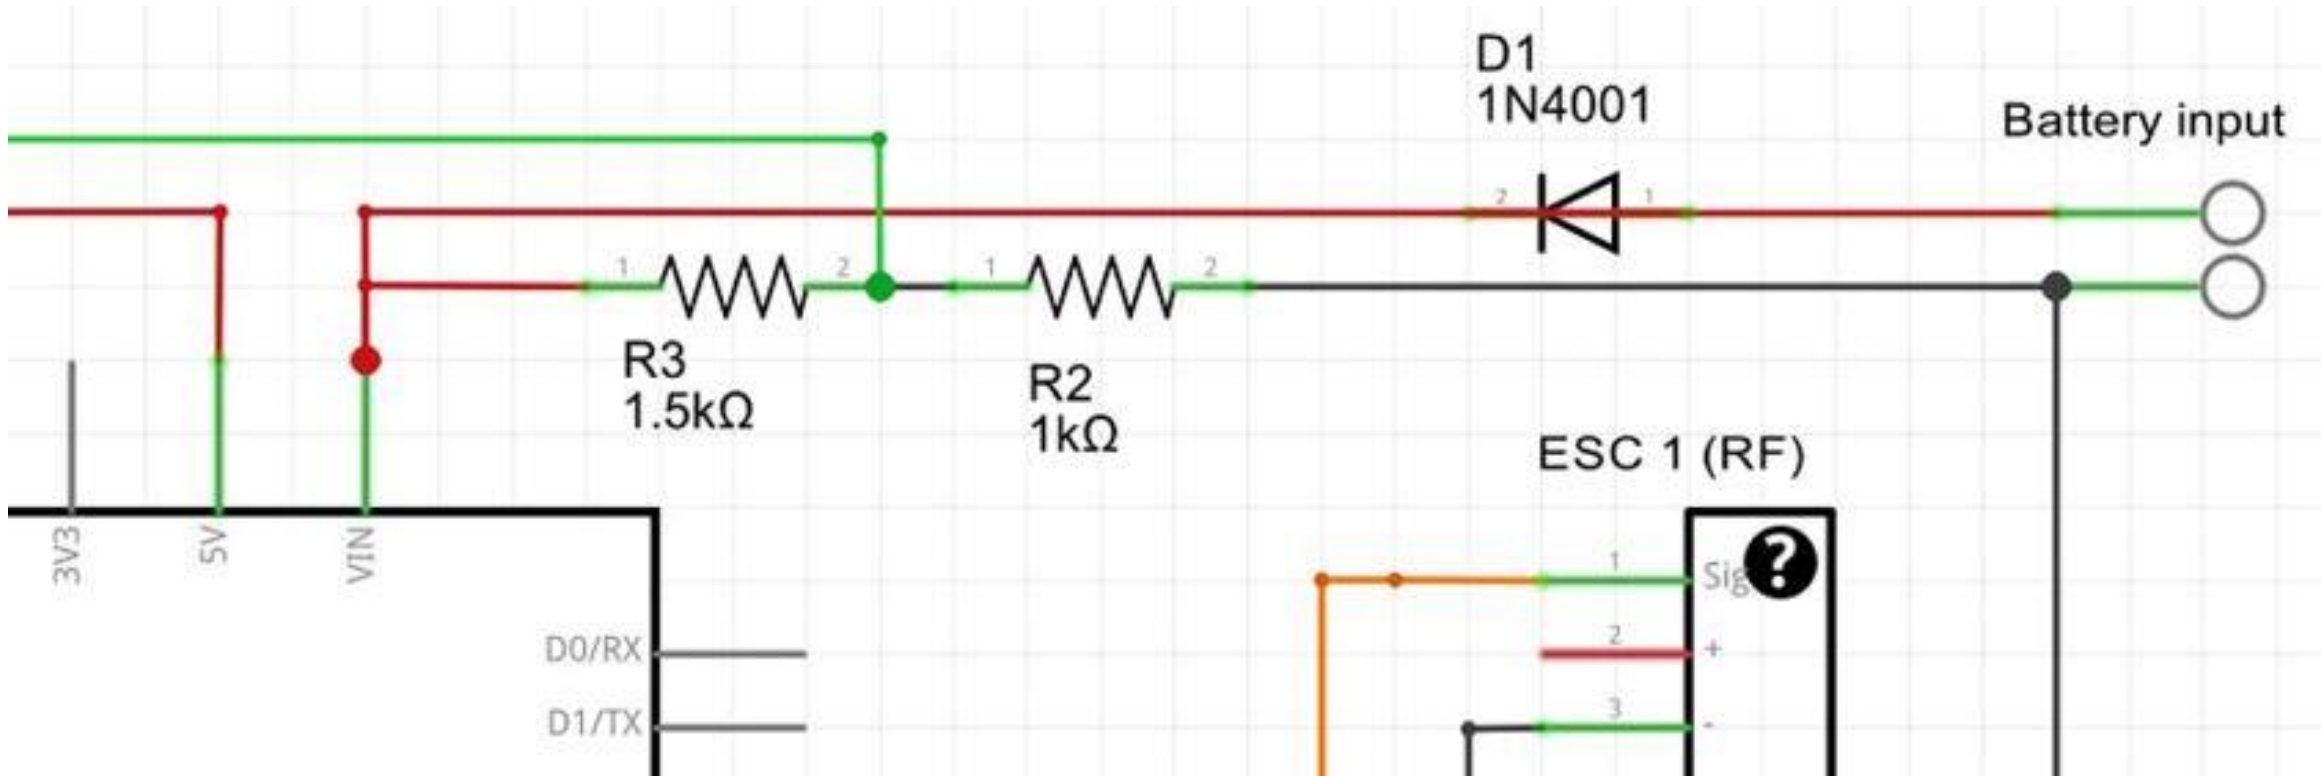 D1
1N4001
Battery input
2
1
1
2
1
2
R3
1.5kΩ
R2
1kΩ
ESC 1 (RF)
3V3
5V
VIN
1
Sig
?
2
+
D0/RX
3
-
D1/TX